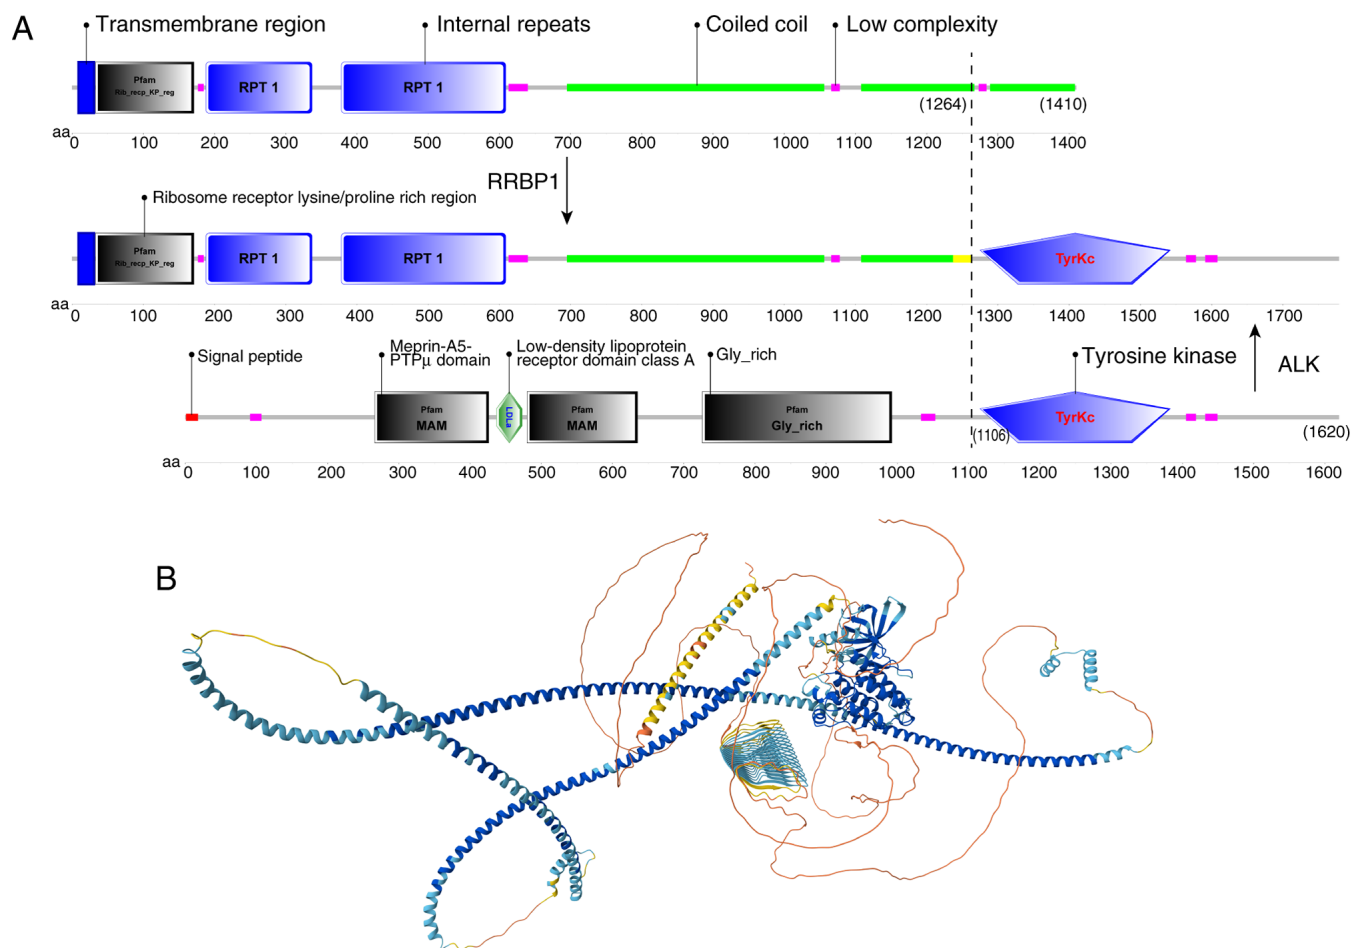 A
Transmembrane region
Internal repeats
Coiled coil
Low complexity
Pfam
Rib_recp_KP_reg
RPT 1
RPT 1
(1264)
(1410)
aa
0 100 200 300 400 500 600 700 800 900 1000 1100 1200 1300 1400
RRBP1
Ribosome receptor lysine/proline rich region
Pfam
Rib_recp_KP_reg
RPT 1
RPT 1
TyrKc
aa
0 100 200 300 400 500 600 700 800 900 1000 1100 1200 1300 1400 1500 1600 1700
Signal peptide
Meprin-A5-
PTPμ domain
Low-density lipoprotein
receptor domain class A
Gly_rich
Tyrosine kinase
ALK
Pfam
MAM
LDLa
Pfam
MAM
Pfam
Gly_rich
TyrKc
(1106)
(1620)
aa
0 100 200 300 400 500 600 700 800 900 1000 1100 1200 1300 1400 1500 1600
B